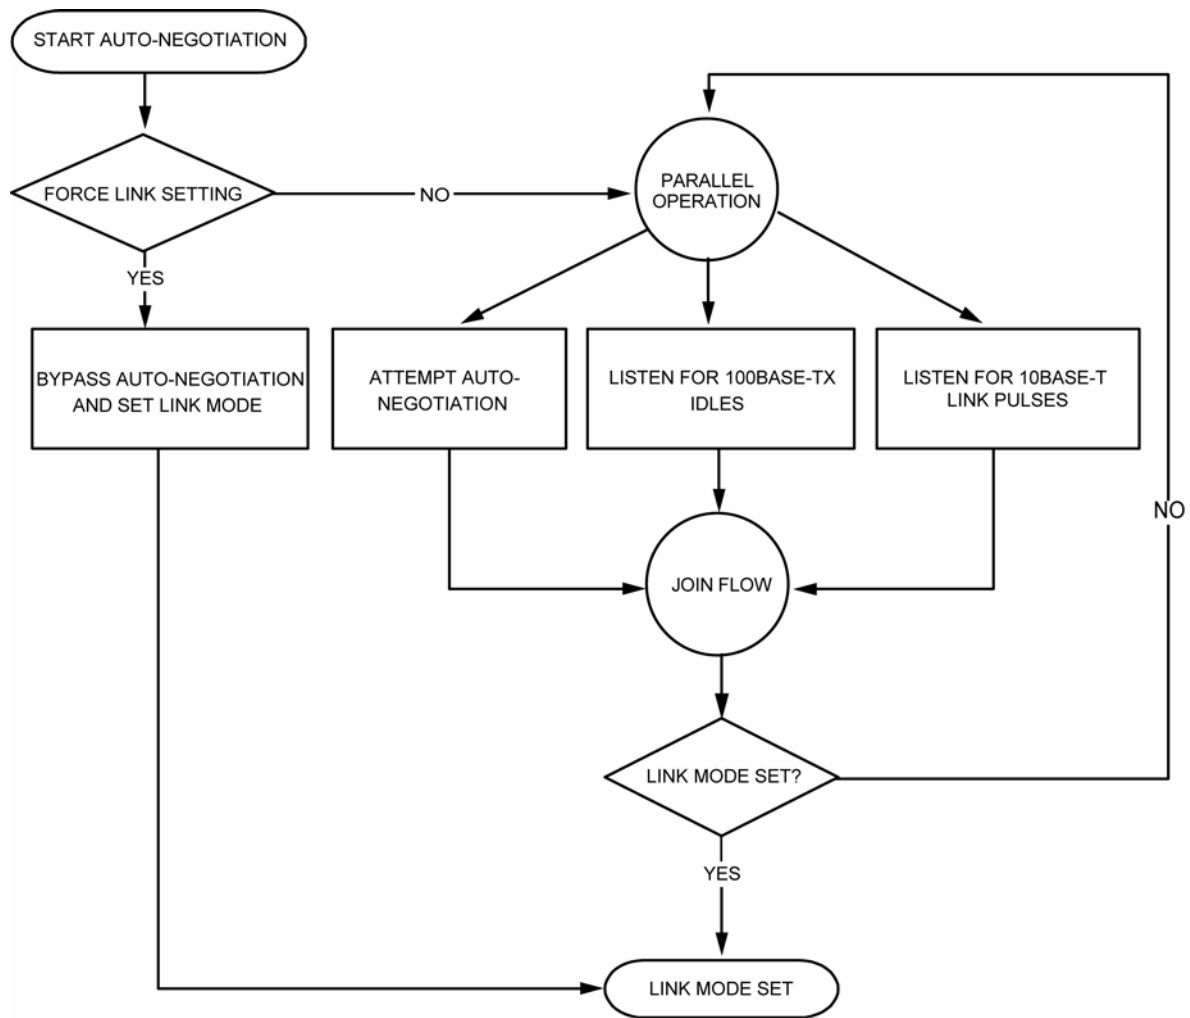 START AUTO-NEGOTIATION
FORCE LINK SETTING
NO
PARALLEL
OPERATION
YES
BYPASS AUTO-NEGOTIATION
AND SET LINK MODE
ATTEMPT AUTO-
NEGOTIATION
LISTEN FOR 100BASE-TX
IDLES
LISTEN FOR 10BASE-T
LINK PULSES
NO
JOIN FLOW
LINK MODE SET?
YES
LINK MODE SET